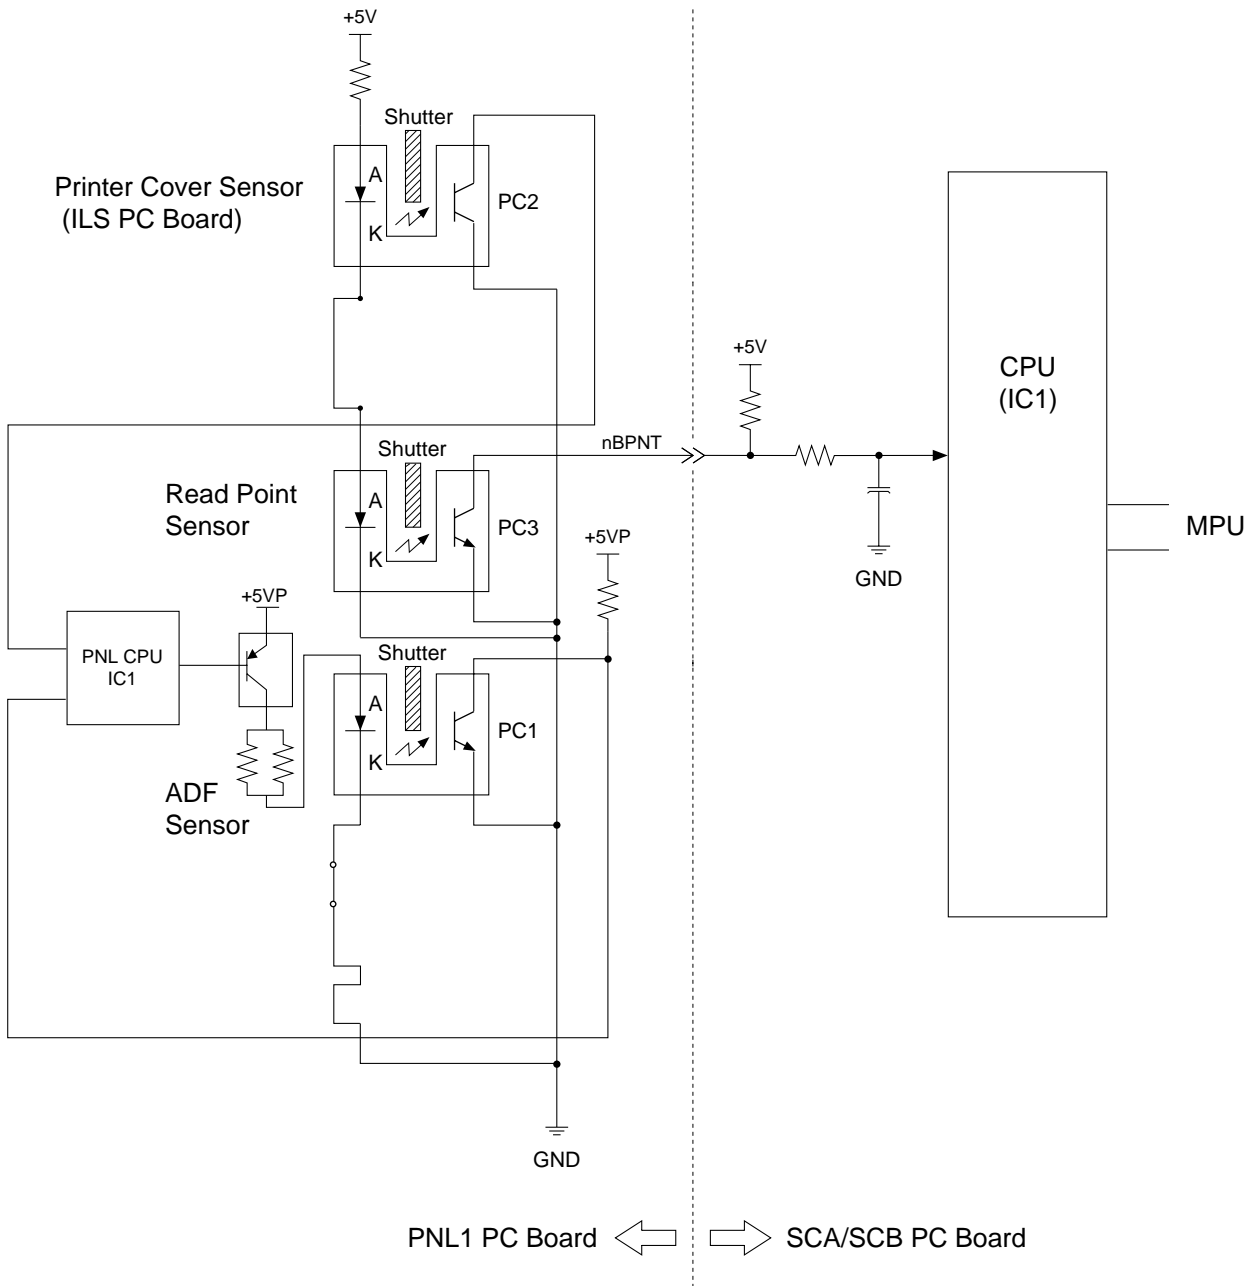 +5V
Shutter
A
Printer Cover Sensor
(ILS PC Board)
PC2
K
+5V
CPU
(IC1)
nBPNT
Shutter
A
Read Point
Sensor
PC3
K
+5VP
MPU
GND
+5VP
PNL CPU
IC1
Shutter
A
PC1
K
ADF
Sensor
GND
PNL1 PC Board
SCA/SCB PC Board